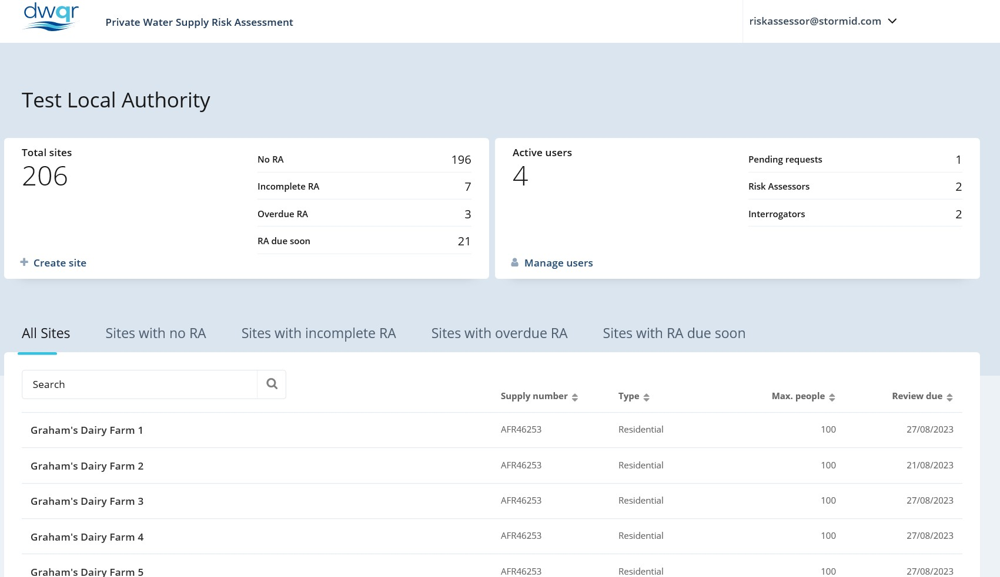 dwqr
Private Water Supply Risk Assessment
riskassessor@stormid.com
Test Local Authority
Total sites
206
No RA 196
Incomplete RA 7
Overdue RA 3
RA due soon 21
Create site
Active users
4
Pending requests 1
Risk Assessors 2
Interrogators 2
Manage users
All Sites Sites with no RA Sites with incomplete RA Sites with overdue RA Sites with RA due soon
Search
Supply number Type Max. people Review due
Graham's Dairy Farm 1 AFR46253 Residential 100 27/08/2023
Graham's Dairy Farm 2 AFR46253 Residential 100 21/08/2023
Graham's Dairy Farm 3 AFR46253 Residential 100 27/08/2023
Graham's Dairy Farm 4 AFR46253 Residential 100 27/08/2023
Graham's Dairy Farm 5 AFR46253 Residential 100 27/08/2023